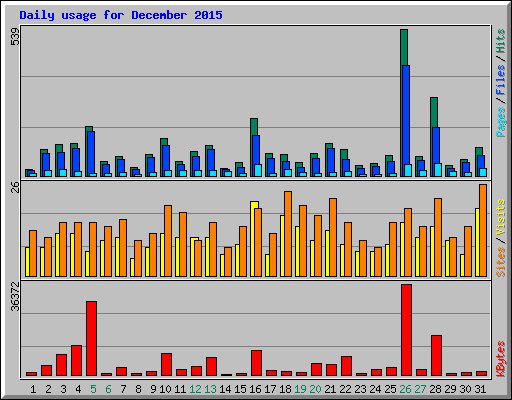 Daily usage for December 2015
539
Pages / Files / Hits
26
Sites / Visits
36372
KBytes
1 2 3 4 5 6 7 8 9 10 11 12 13 14 15 16 17 18 19 20 21 22 23 24 25 26 27 28 29 30 31